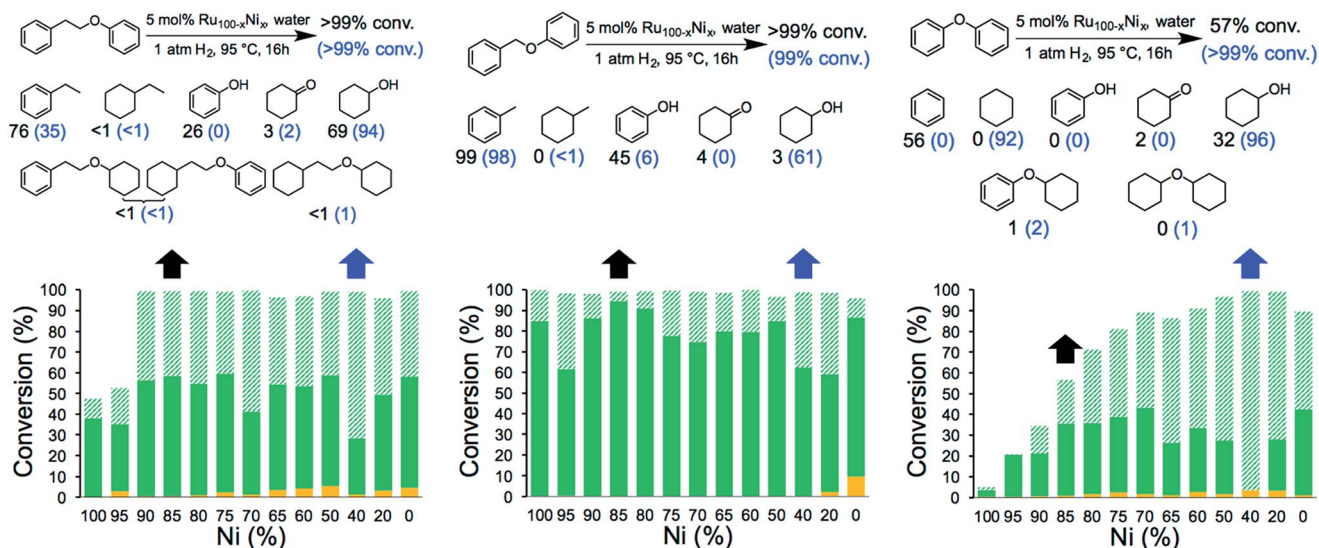 5 mol% Ru100-xNix, water
1 atm H2, 95 °C, 16h
>99% conv.
(>99% conv.)
O
OH
O
OH
76 (35)
<1 (<1)
26 (0)
3 (2)
69 (94)
O
O
O
<1 (<1)
<1 (1)
Conversion (%)
100
90
80
70
60
50
40
30
20
10
0
100 95 90 85 80 75 70 65 60 50 40 20 0
Ni (%)
5 mol% Ru100-xNix, water
1 atm H2, 95 °C, 16h
>99% conv.
(99% conv.)
O
OH
O
OH
99 (98)
0 (<1)
45 (6)
4 (0)
3 (61)
Conversion (%)
100
90
80
70
60
50
40
30
20
10
0
100 95 90 85 80 75 70 65 60 50 40 20 0
Ni (%)
5 mol% Ru100-xNix, water
1 atm H2, 95 °C, 16h
57% conv.
(>99% conv.)
O
OH
O
OH
56 (0)
0 (92)
0 (0)
2 (0)
32 (96)
O
O
1 (2)
0 (1)
Conversion (%)
100
90
80
70
60
50
40
30
20
10
0
100 95 90 85 80 75 70 65 60 50 40 20 0
Ni (%)